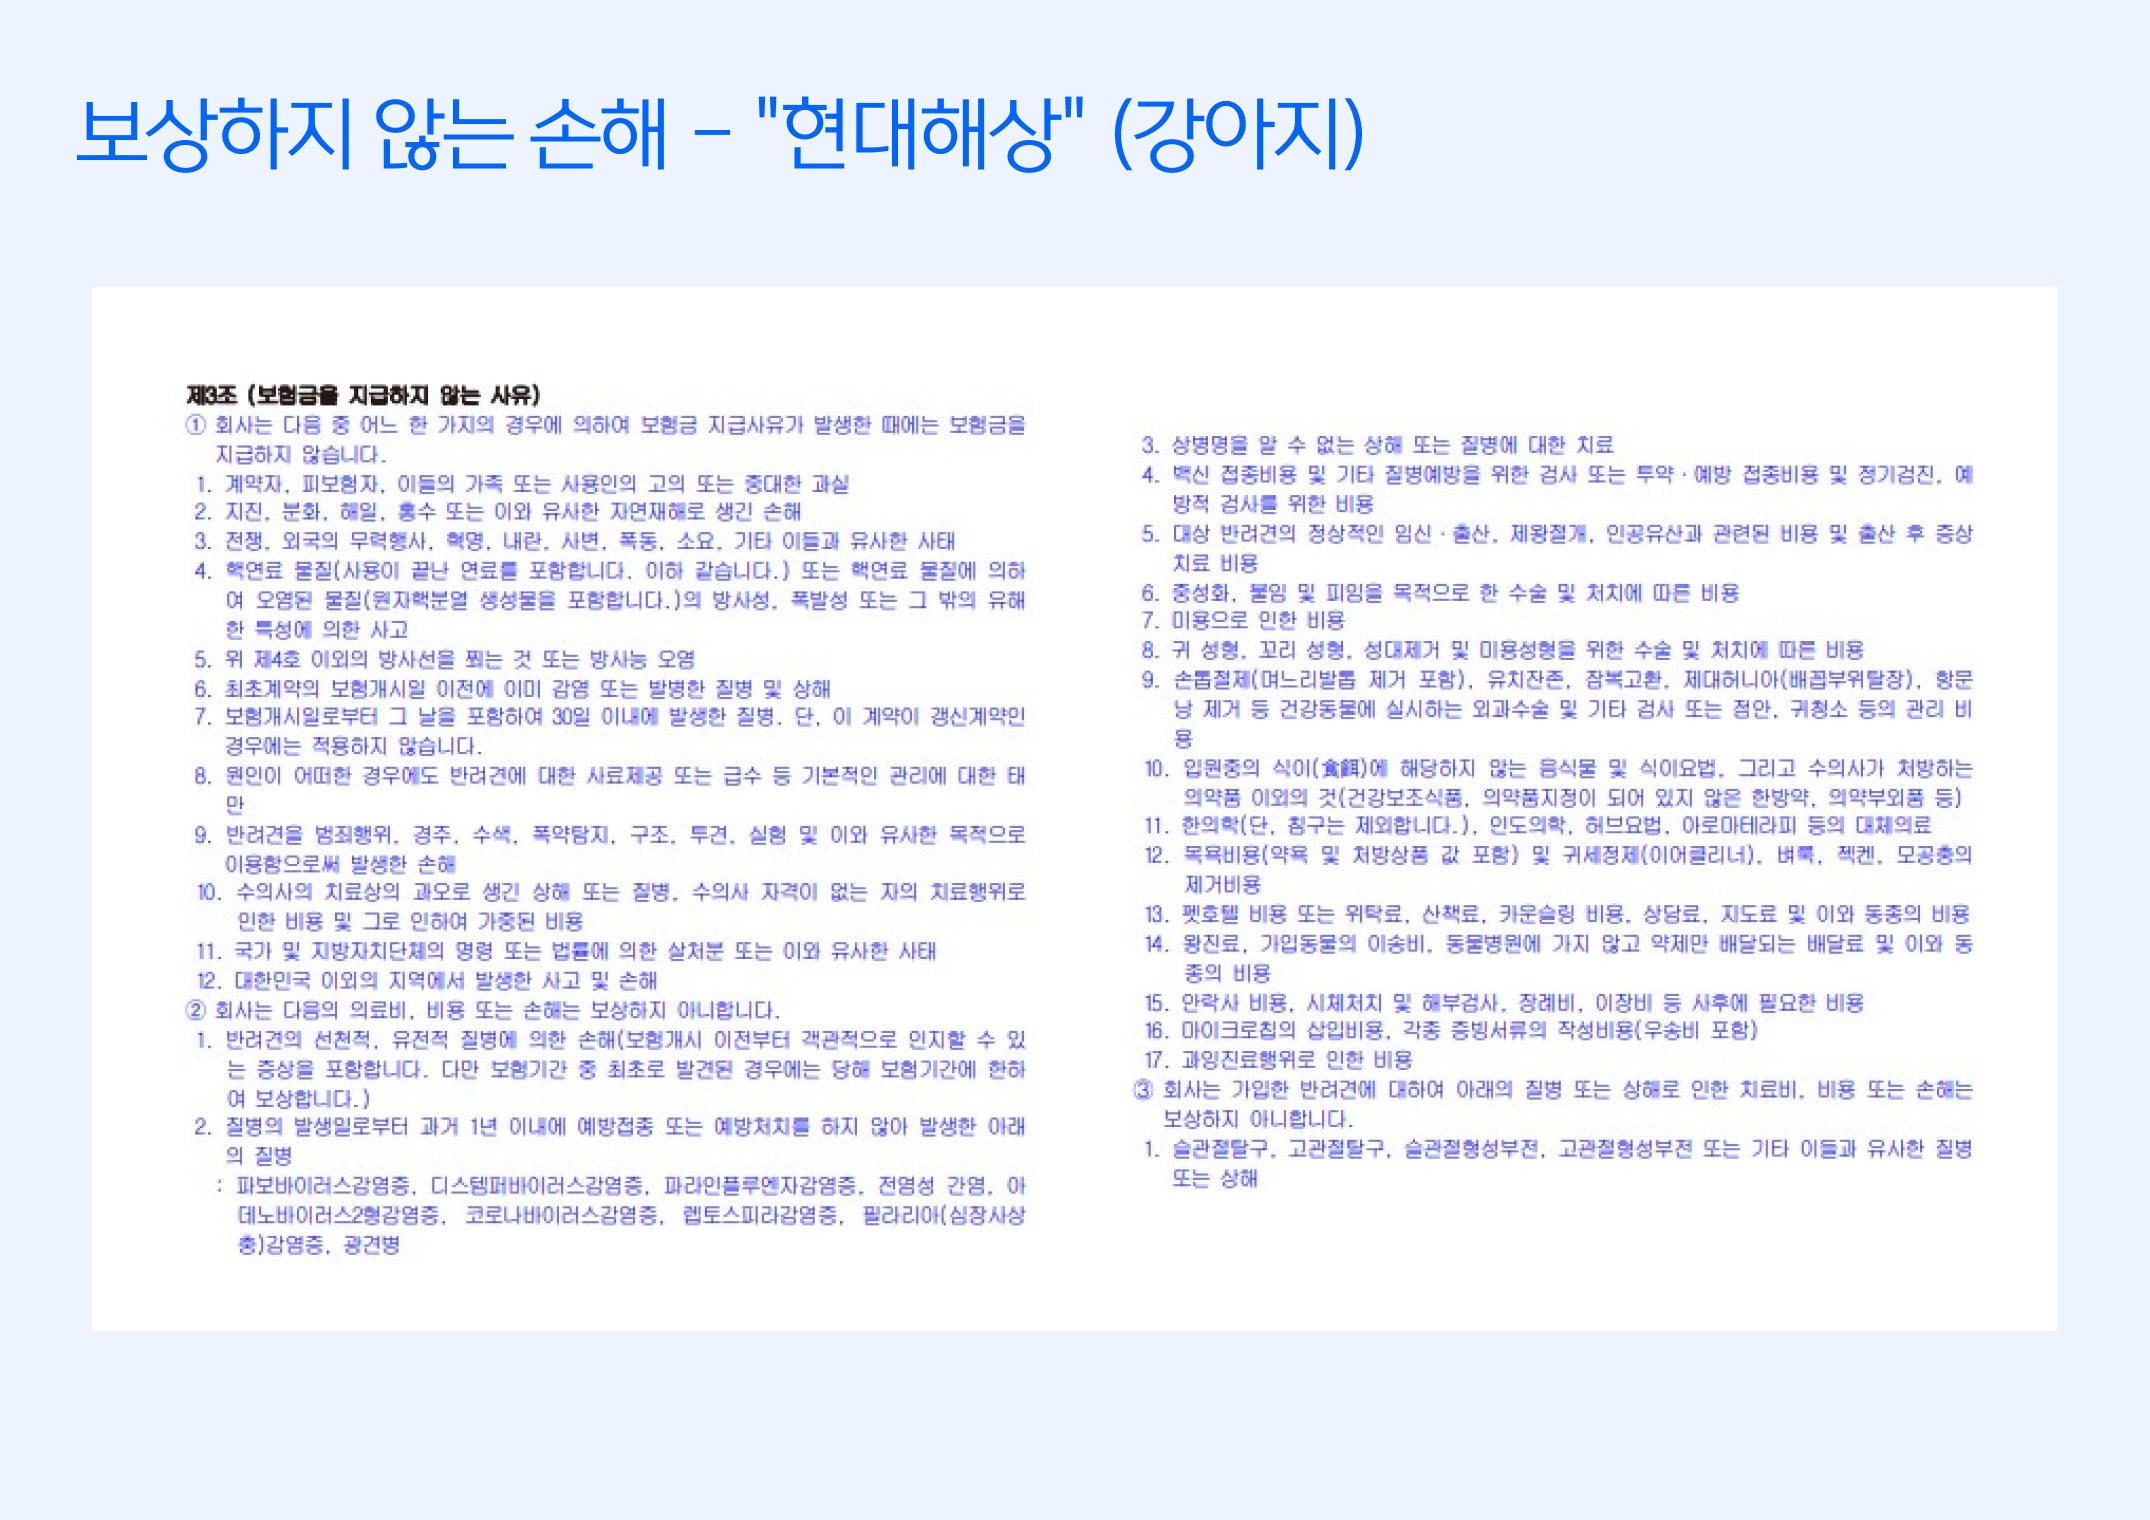 보상하지 않는 손해 - "현대해상" (강아지)
제3조 (보험금을 지급하지 않는 사유)
① 회사는 다음 중 어느 한 가지의 경우에 의하여 보험금 지급사유가 발생한 때에는 보험금을
지급하지 않습니다.
1. 계약자, 피보험자, 이들의 가족 또는 사용인의 고의 또는 중대한 과실
2. 지진, 분화, 해일, 홍수 또는 이와 유사한 자연재해로 생긴 손해
3. 전쟁, 외국의 무력행사, 혁명, 내란, 사변, 폭동, 소요, 기타 이들과 유사한 사태
4. 핵연료 물질(사용이 끝난 연료를 포함합니다. 이하 같습니다.) 또는 핵연료 물질에 의하
여 오염된 물질(원자핵분열 생성물을 포함합니다.)의 방사성, 폭발성 또는 그 밖의 유해
한 특성에 의한 사고
5. 위 제4호 이외의 방사선을 쬐는 것 또는 방사능 오염
6. 최초계약의 보험개시일 이전에 이미 감염 또는 발병한 질병 및 상해
7. 보험개시일로부터 그 날을 포함하여 30일 이내에 발생한 질병. 단, 이 계약이 갱신계약인
경우에는 적용하지 않습니다.
8. 원인이 어떠한 경우에도 반려견에 대한 사료제공 또는 급수 등 기본적인 관리에 대한 태
만
9. 반려견을 범죄행위, 경주, 수색, 폭약탐지, 구조, 투견, 실험 및 이와 유사한 목적으로
이용함으로써 발생한 손해
10. 수의사의 치료상의 과오로 생긴 상해 또는 질병, 수의사 자격이 없는 자의 치료행위로
인한 비용 및 그로 인하여 가중된 비용
11. 국가 및 지방자치단체의 명령 또는 법률에 의한 살처분 또는 이와 유사한 사태
12. 대한민국 이외의 지역에서 발생한 사고 및 손해
② 회사는 다음의 의료비, 비용 또는 손해는 보상하지 아니합니다.
1. 반려견의 선천적, 유전적 질병에 의한 손해(보험개시 이전부터 객관적으로 인지할 수 있
는 증상을 포함합니다. 다만 보험기간 중 최초로 발견된 경우에는 당해 보험기간에 한하
여 보상합니다.)
2. 질병의 발생일로부터 과거 1년 이내에 예방접종 또는 예방처치를 하지 않아 발생한 아래
의 질병
: 파보바이러스감염증, 디스템퍼바이러스감염증, 파라인플루엔자감염증, 전염성 간염, 아
데노바이러스2형감염증, 코로나바이러스감염증, 렙토스피라감염증, 필라리아(심장사상
충)감염증, 광견병
3. 상병명을 알 수 없는 상해 또는 질병에 대한 치료
4. 백신 접종비용 및 기타 질병예방을 위한 검사 또는 투약·예방 접종비용 및 정기검진, 예
방적 검사를 위한 비용
5. 대상 반려견의 정상적인 임신·출산, 제왕절개, 인공유산과 관련된 비용 및 출산 후 증상
치료 비용
6. 중성화, 불임 및 피임을 목적으로 한 수술 및 처치에 따른 비용
7. 미용으로 인한 비용
8. 귀 성형, 꼬리 성형, 성대제거 및 미용성형을 위한 수술 및 처치에 따른 비용
9. 손톱절제(며느리발톱 제거 포함), 유치잔존, 잠복고환, 제대허니아(배꼽부위탈장), 항문
낭 제거 등 건강동물에 실시하는 외과수술 및 기타 검사 또는 점안, 귀청소 등의 관리 비
용
10. 입원중의 식이(食餌)에 해당하지 않는 음식물 및 식이요법, 그리고 수의사가 처방하는
의약품 이외의 것(건강보조식품, 의약품지정이 되어 있지 않은 한방약, 의약부외품 등)
11. 한의학(단, 침구는 제외합니다.), 인도의학, 허브요법, 아로마테라피 등의 대체의료
12. 목욕비용(약욕 및 처방상품 값 포함) 및 귀세정제(이어클리너), 벼룩, 젝켄, 모공충의
제거비용
13. 펫호텔 비용 또는 위탁료, 산책료, 카운슬링 비용, 상담료, 지도료 및 이와 동종의 비용
14. 왕진료, 가입동물의 이송비, 동물병원에 가지 않고 약제만 배달되는 배달료 및 이와 동
종의 비용
15. 안락사 비용, 시체처치 및 해부검사, 장례비, 이장비 등 사후에 필요한 비용
16. 마이크로칩의 삽입비용, 각종 증빙서류의 작성비용(우송비 포함)
17. 과잉진료행위로 인한 비용
③ 회사는 가입한 반려견에 대하여 아래의 질병 또는 상해로 인한 치료비, 비용 또는 손해는
보상하지 아니합니다.
1. 슬관절탈구, 고관절탈구, 슬관절형성부전, 고관절형성부전 또는 기타 이들과 유사한 질병
또는 상해